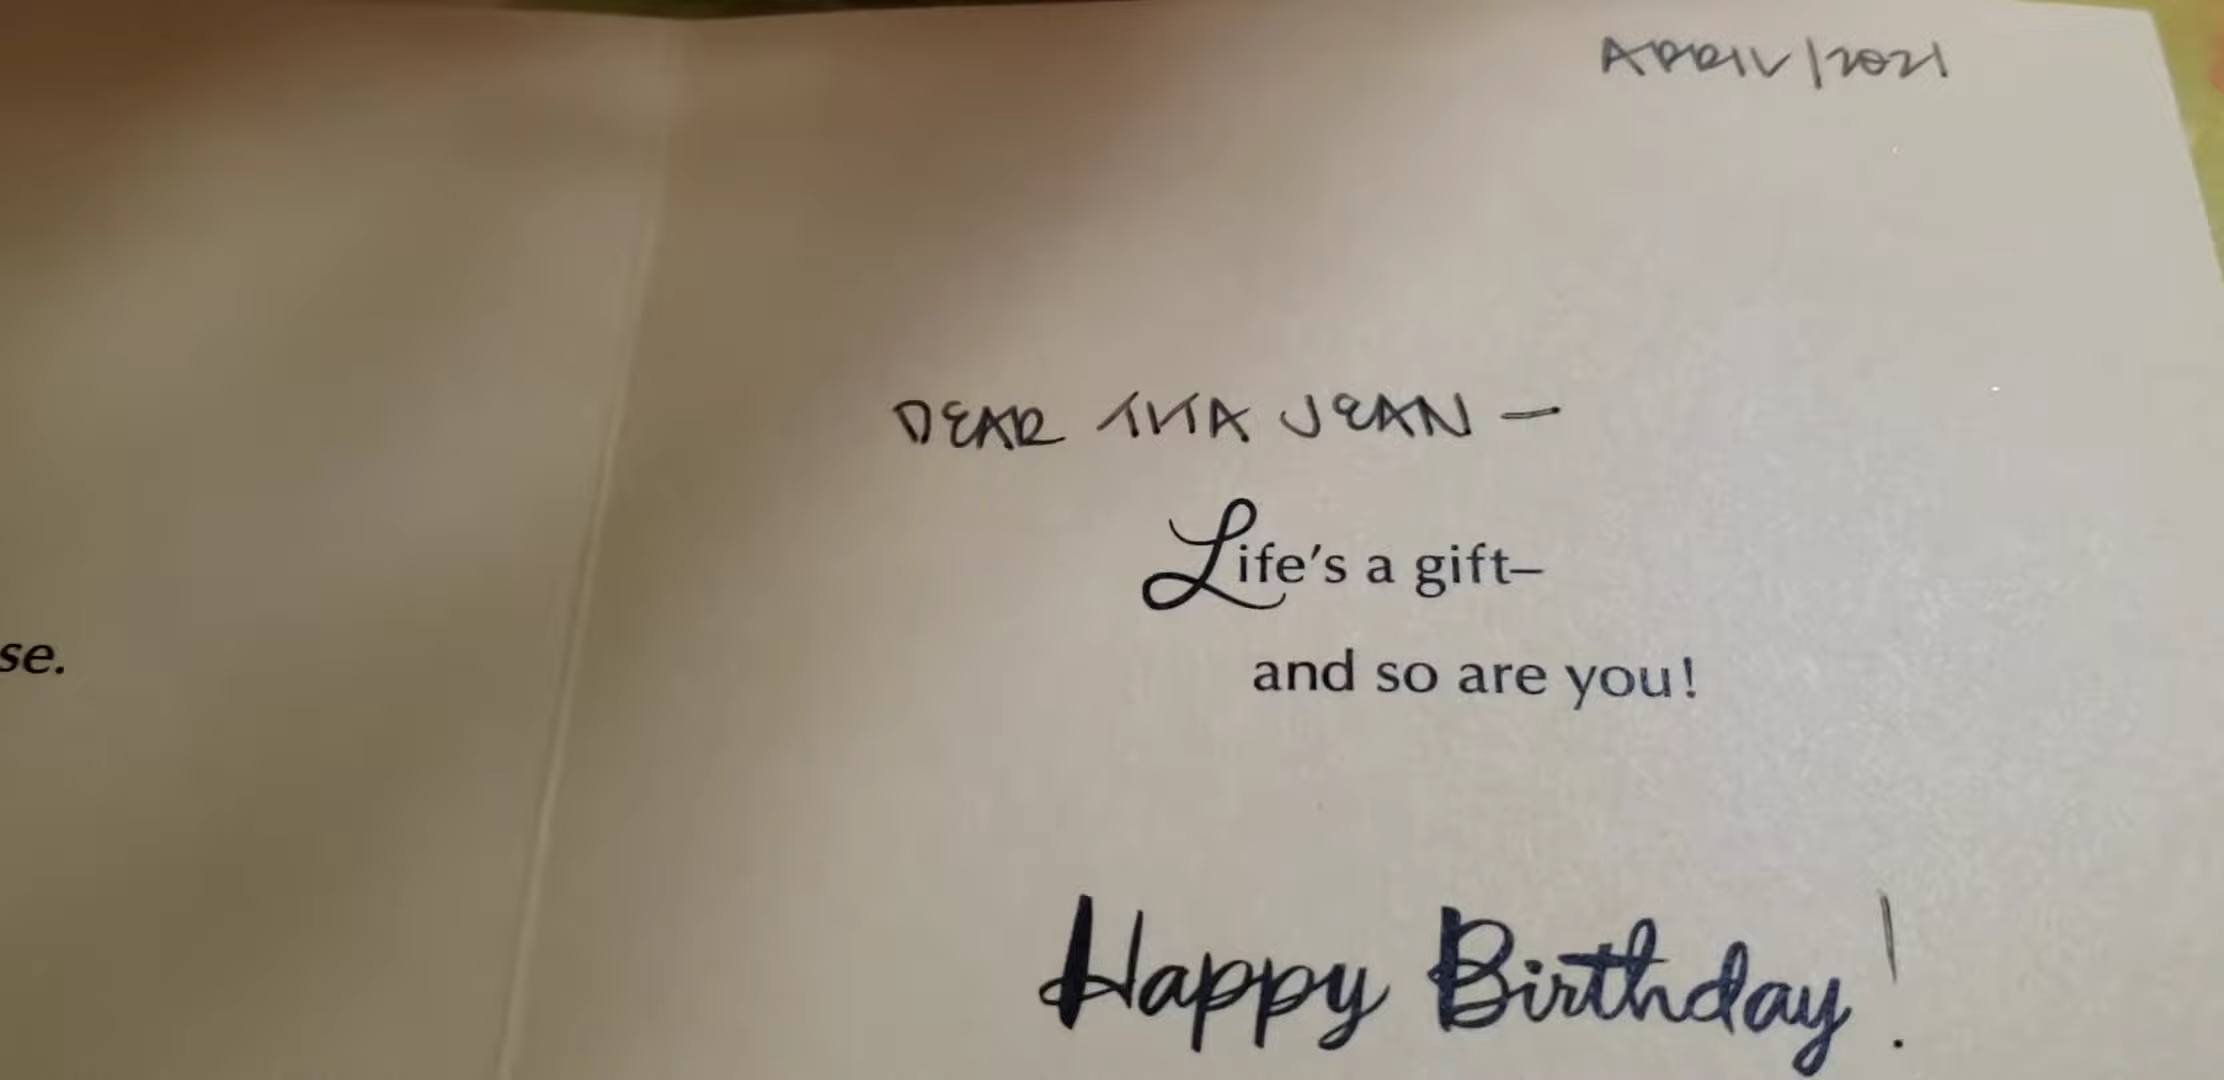 APRIL/2021
DEAR TITA JEAN —
se.
Life's a gift–
and so are you!
Happy Birthday!